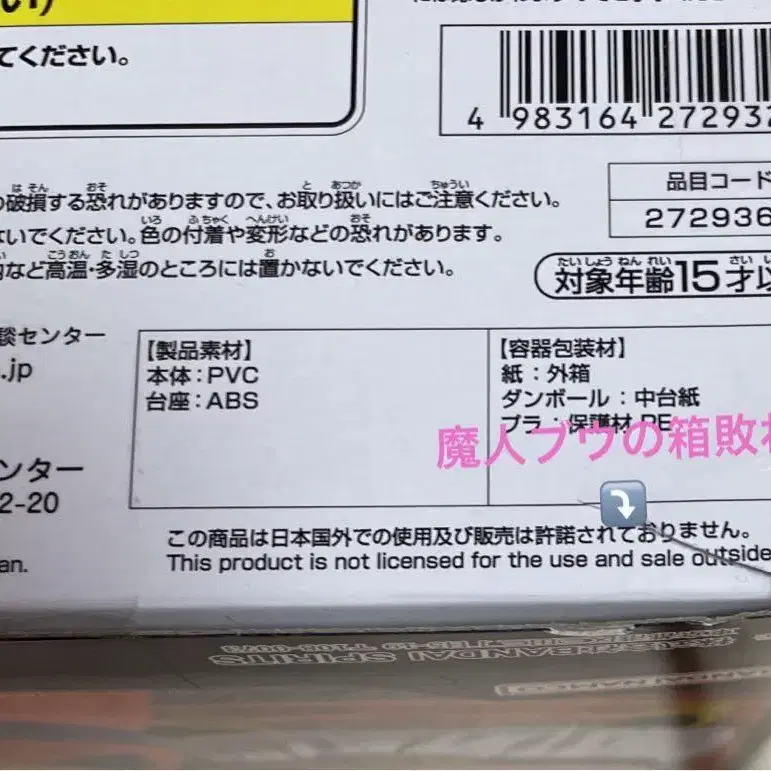 い)
てください。
4 983164 272932
品目コード
272936
の破損する恐れがありますので、お取り扱いにはご注意ください。
ないでください。色の付着や変形などの恐れがあります。
など高温・多湿のところには置かないでください。
対象年齢15才以
談センター
.jp
【製品素材】
本体：PVC
台座：ABS
【容器包装材】
紙：外箱
ダンボール：中台紙
プラ：保護材 PE
魔人ブウの箱敗れ
ンター
2-20
この商品は日本国外での使用及び販売は許諾されておりません。
This product is not licensed for the use and sale outside
an.
BANDAI SPIRITS
BANDAI NAMCO